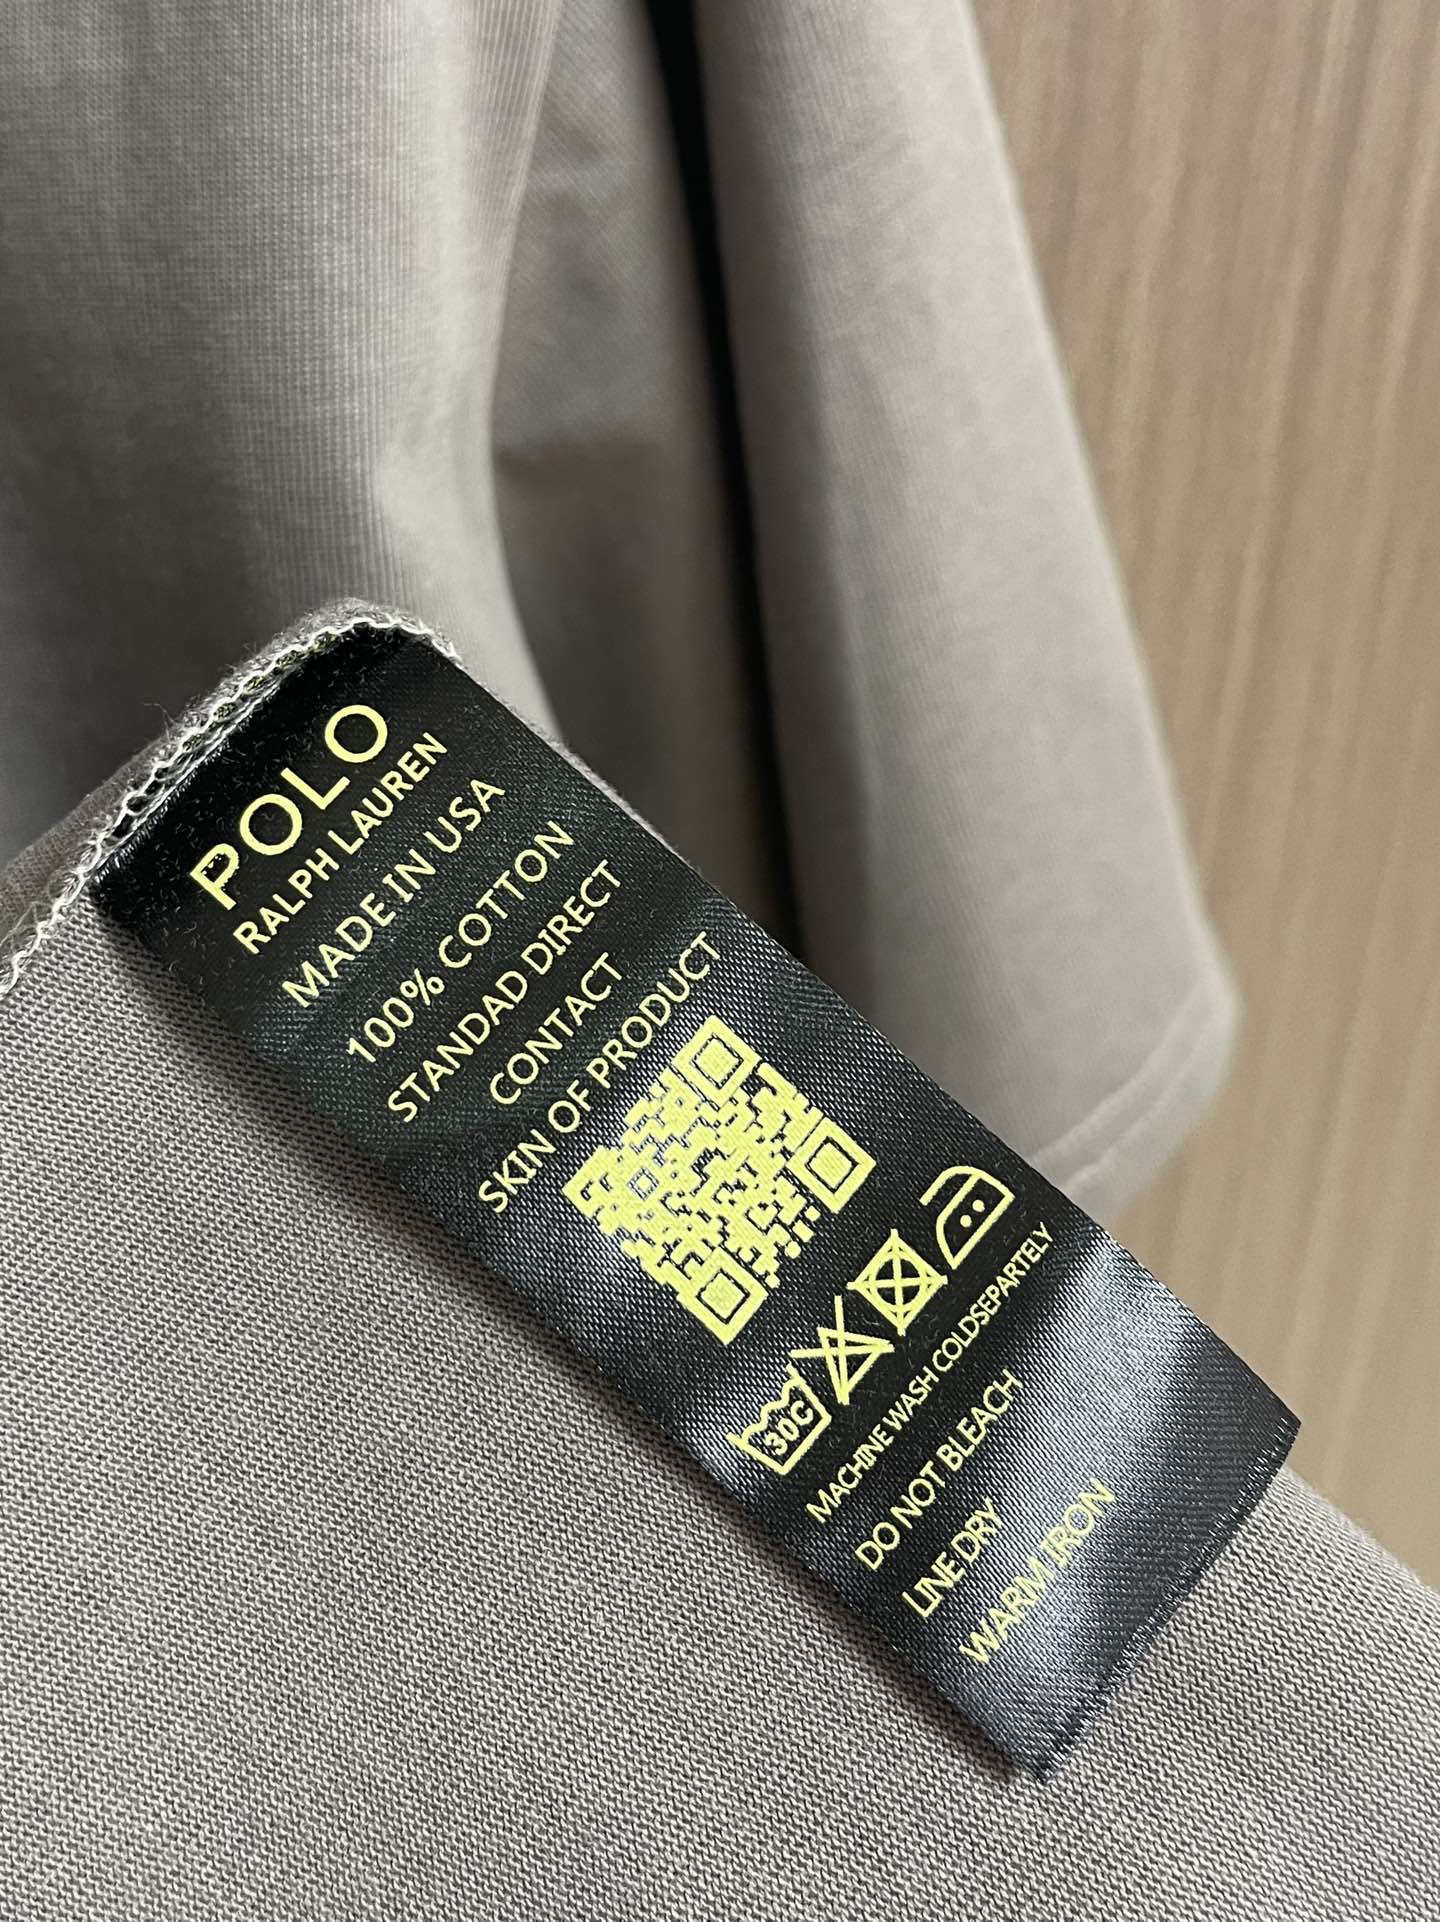 POLO
RALPH LAUREN
MADE IN USA
100% COTTON
STANDAD DIRECT
CONTACT
SKIN OF PRODUCT
30C
MACHINE WASH COLDSEPARTELY
DO NOT BLEACH
LINE DRY
WARM IRON